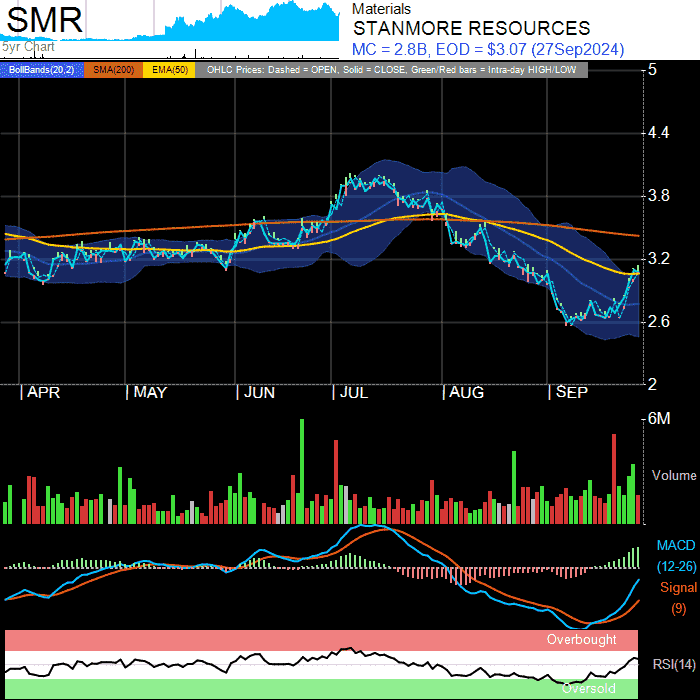 SMR
5yr Chart
Materials
STANMORE RESOURCES
MC = 2.8B, EOD = $3.07 (27Sep2024)
BollBands(20,2) SMA(200) EMA(50) OHLC Prices: Dashed = OPEN, Solid = CLOSE, Green/Red bars = Intra-day HIGH/LOW
5
4.4
3.8
3.2
2.6
2
APR MAY JUN JUL AUG SEP
6M
Volume
MACD
(12-26)
Signal
(9)
Overbought
RSI(14)
Oversold